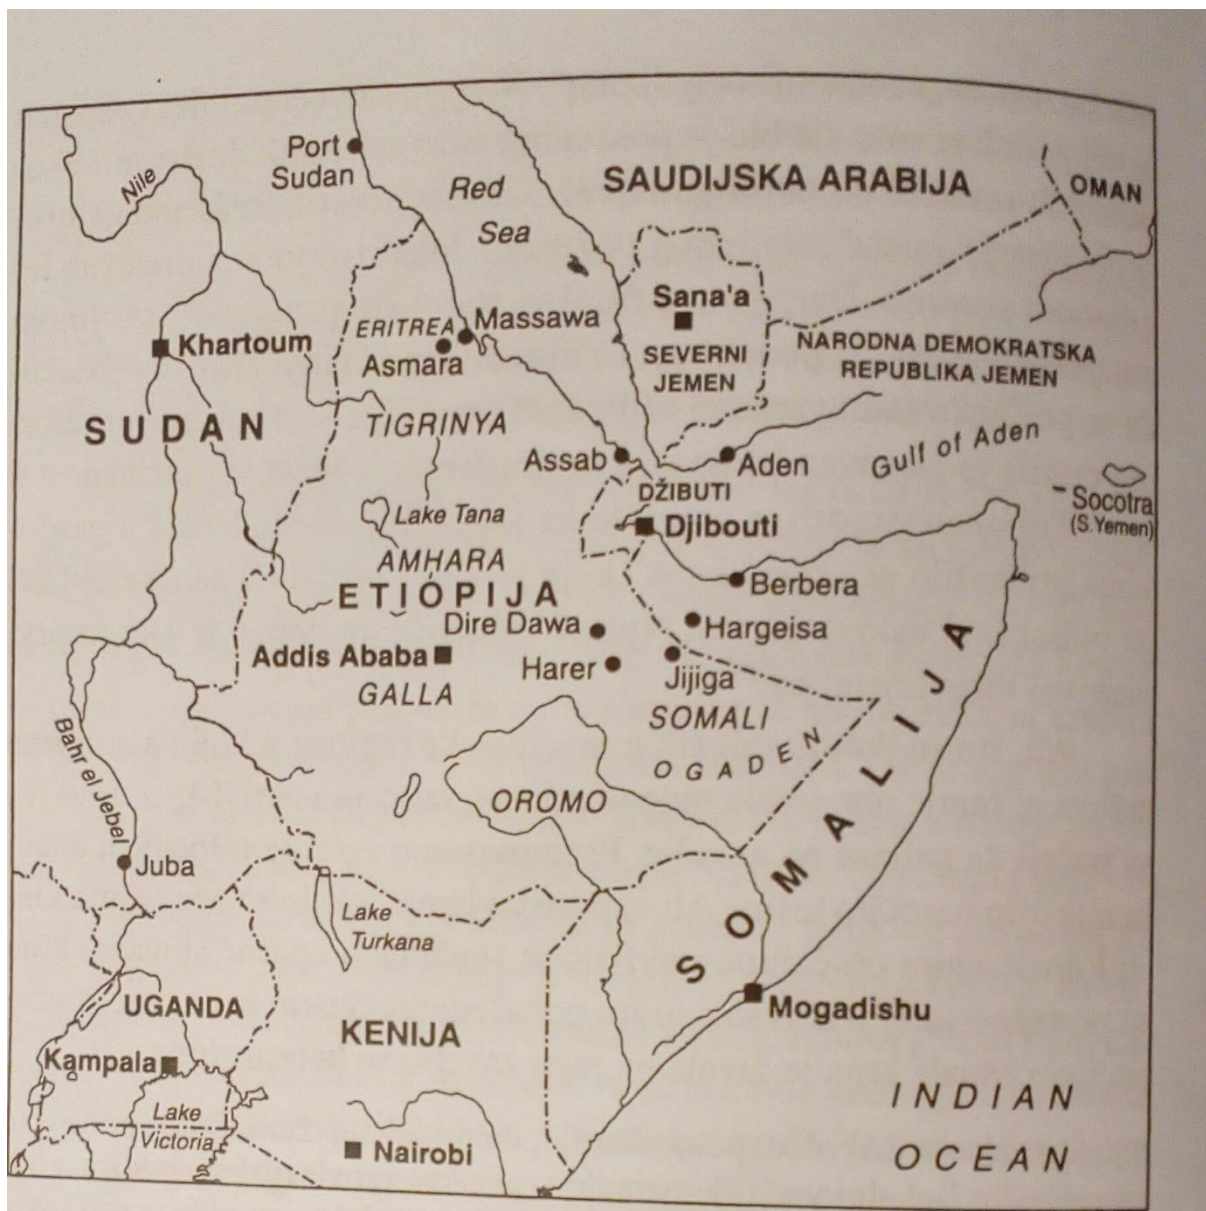 Port
Sudan
Nile
Red
Sea
SAUDIJSKA ARABIJA
OMAN
Sana'a
Khartoum
ERITREA
Massawa
Asmara
SEVERNI
JEMEN
NARODNA DEMOKRATSKA
REPUBLIKA JEMEN
SUDAN
TIGRINYA
Assab
Aden
Gulf of Aden
DŽIBUTI
Socotra
(S.Yemen)
Lake Tana
Djibouti
AMHARA
ETIOPIJA
Berbera
Dire Dawa
Hargeisa
Addis Ababa
Harer
Jijiga
GALLA
SOMALI
OGADEN
SOMALIJA
Bahr el Jebel
OROMO
Juba
Lake
Turkana
UGANDA
KENIJA
Mogadishu
Kampala
Lake
Victoria
Nairobi
INDIAN
OCEAN